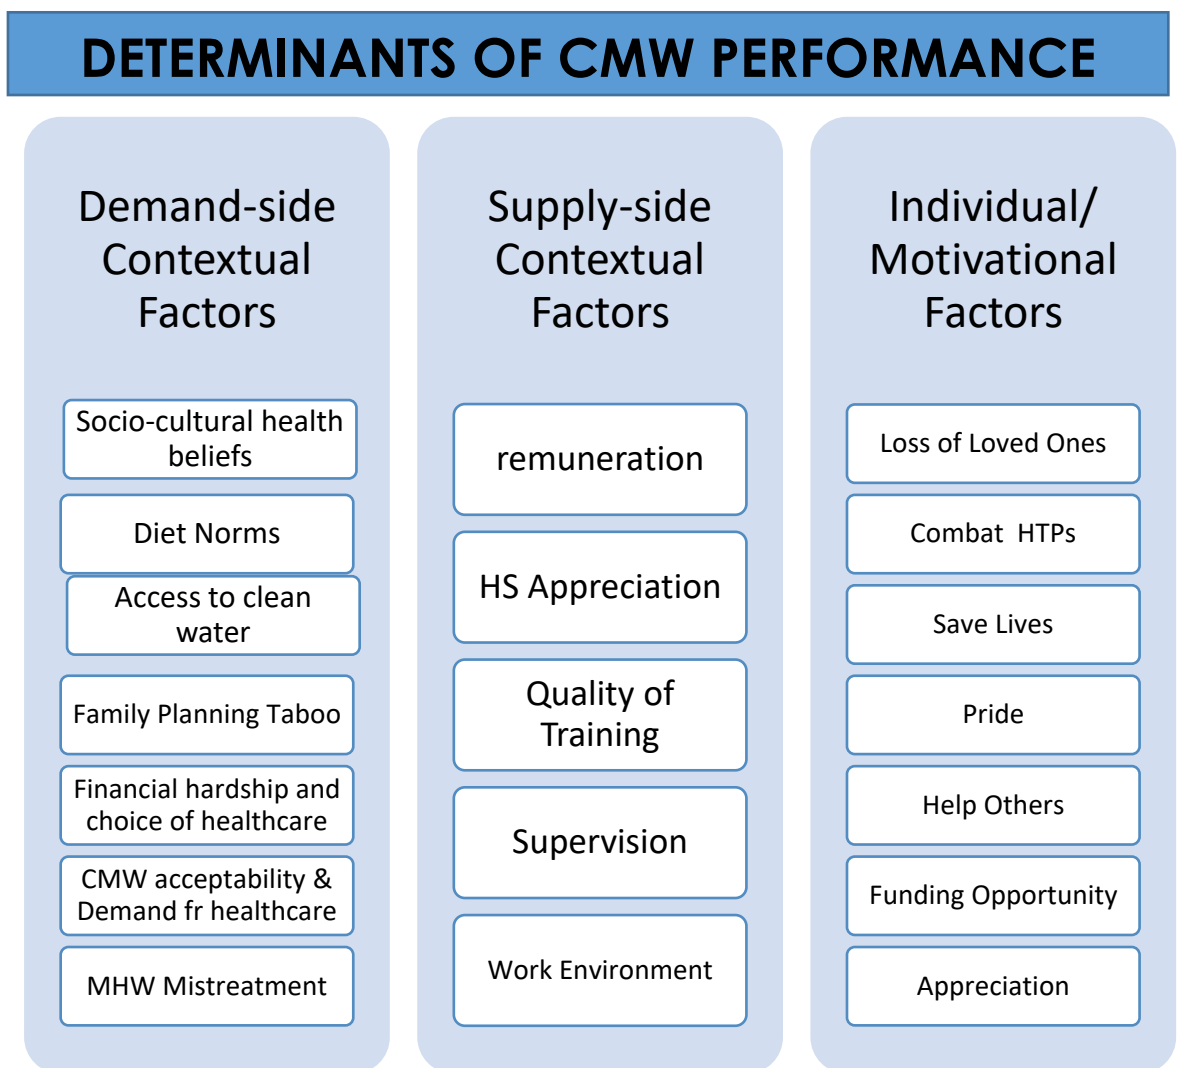 DETERMINANTS OF CMW PERFORMANCE
Demand-side
Contextual
Factors
Socio-cultural health
beliefs
Diet Norms
Access to clean
water
Family Planning Taboo
Financial hardship and
choice of healthcare
CMW acceptability &
Demand fr healthcare
MHW Mistreatment
Supply-side
Contextual
Factors
remuneration
HS Appreciation
Quality of
Training
Supervision
Work Environment
Individual/
Motivational
Factors
Loss of Loved Ones
Combat  HTPs
Save Lives
Pride
Help Others
Funding Opportunity
Appreciation